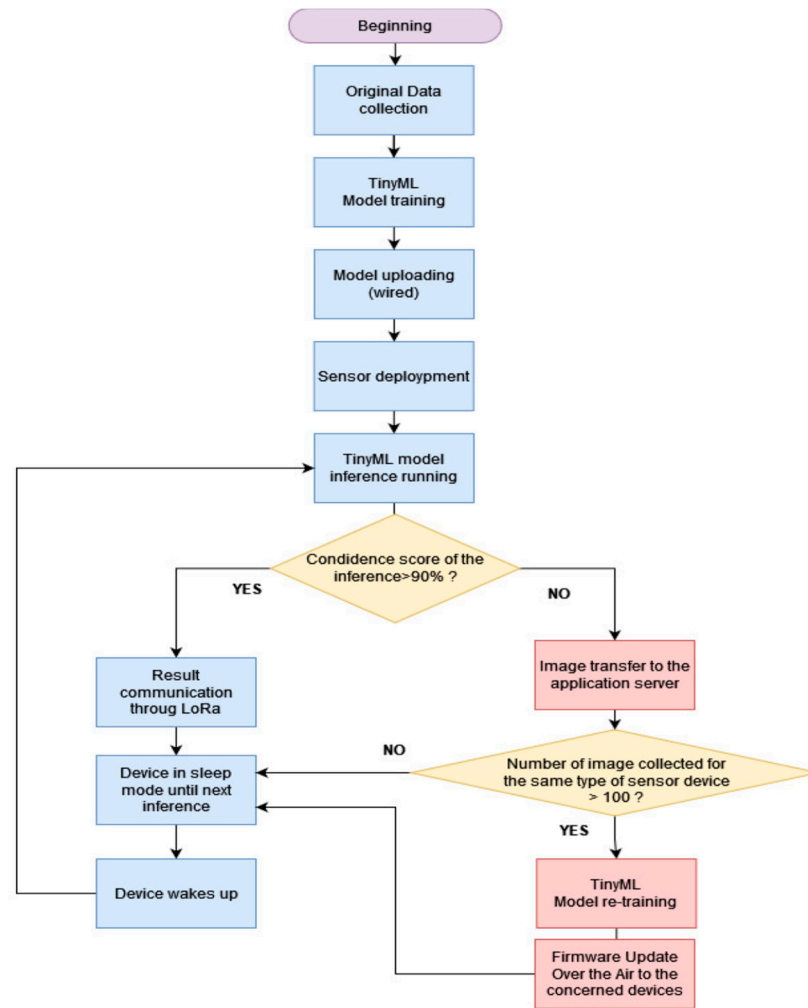 Beginning
Original Data
collection
TinyML
Model training
Model uploading
(wired)
Sensor deploypment
TinyML model
inference running
Condidence score of the
inference>90% ?
YES
NO
Result
communication
throug LoRa
Image transfer to the
application server
NO
Number of image collected for
the same type of sensor device
> 100 ?
Device in sleep
mode until next
inference
YES
Device wakes up
TinyML
Model re-training
Firmware Update
Over the Air to the
concerned devices